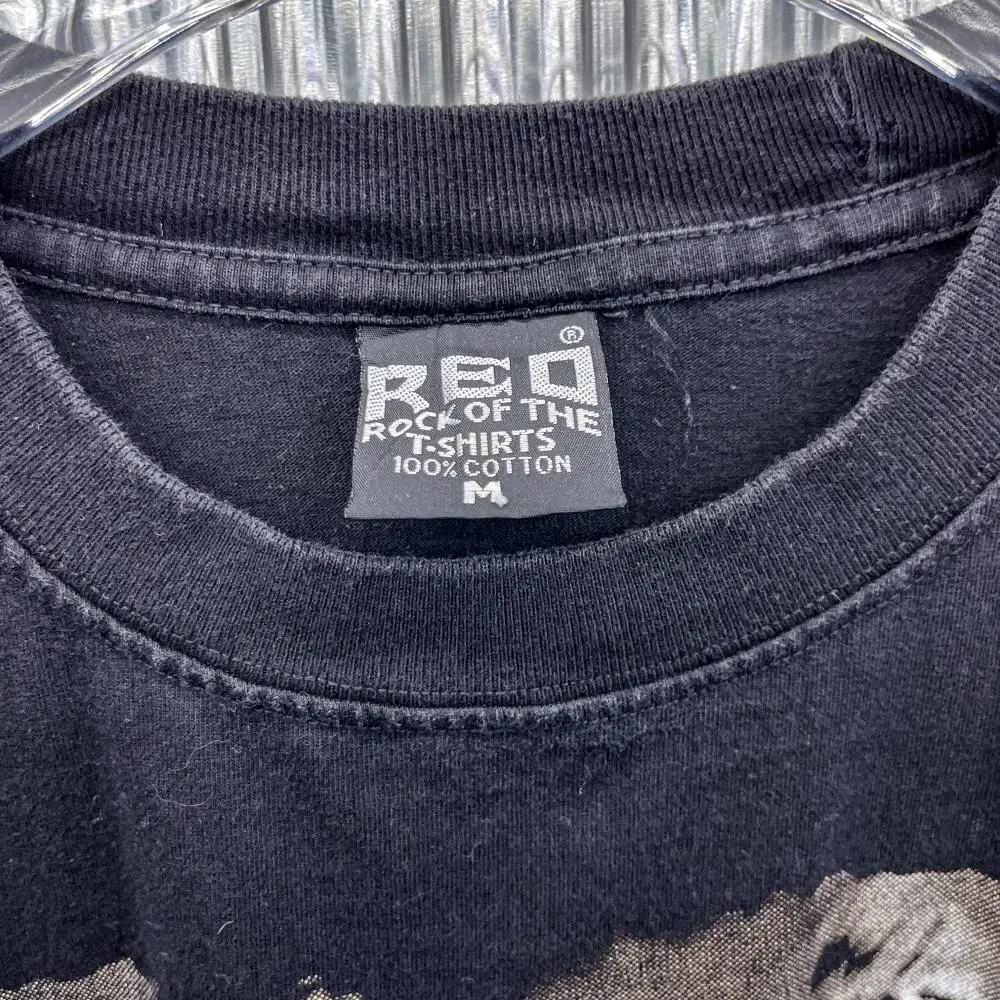 ®
REO
ROCK OF THE
T-SHIRTS
100% COTTON
M